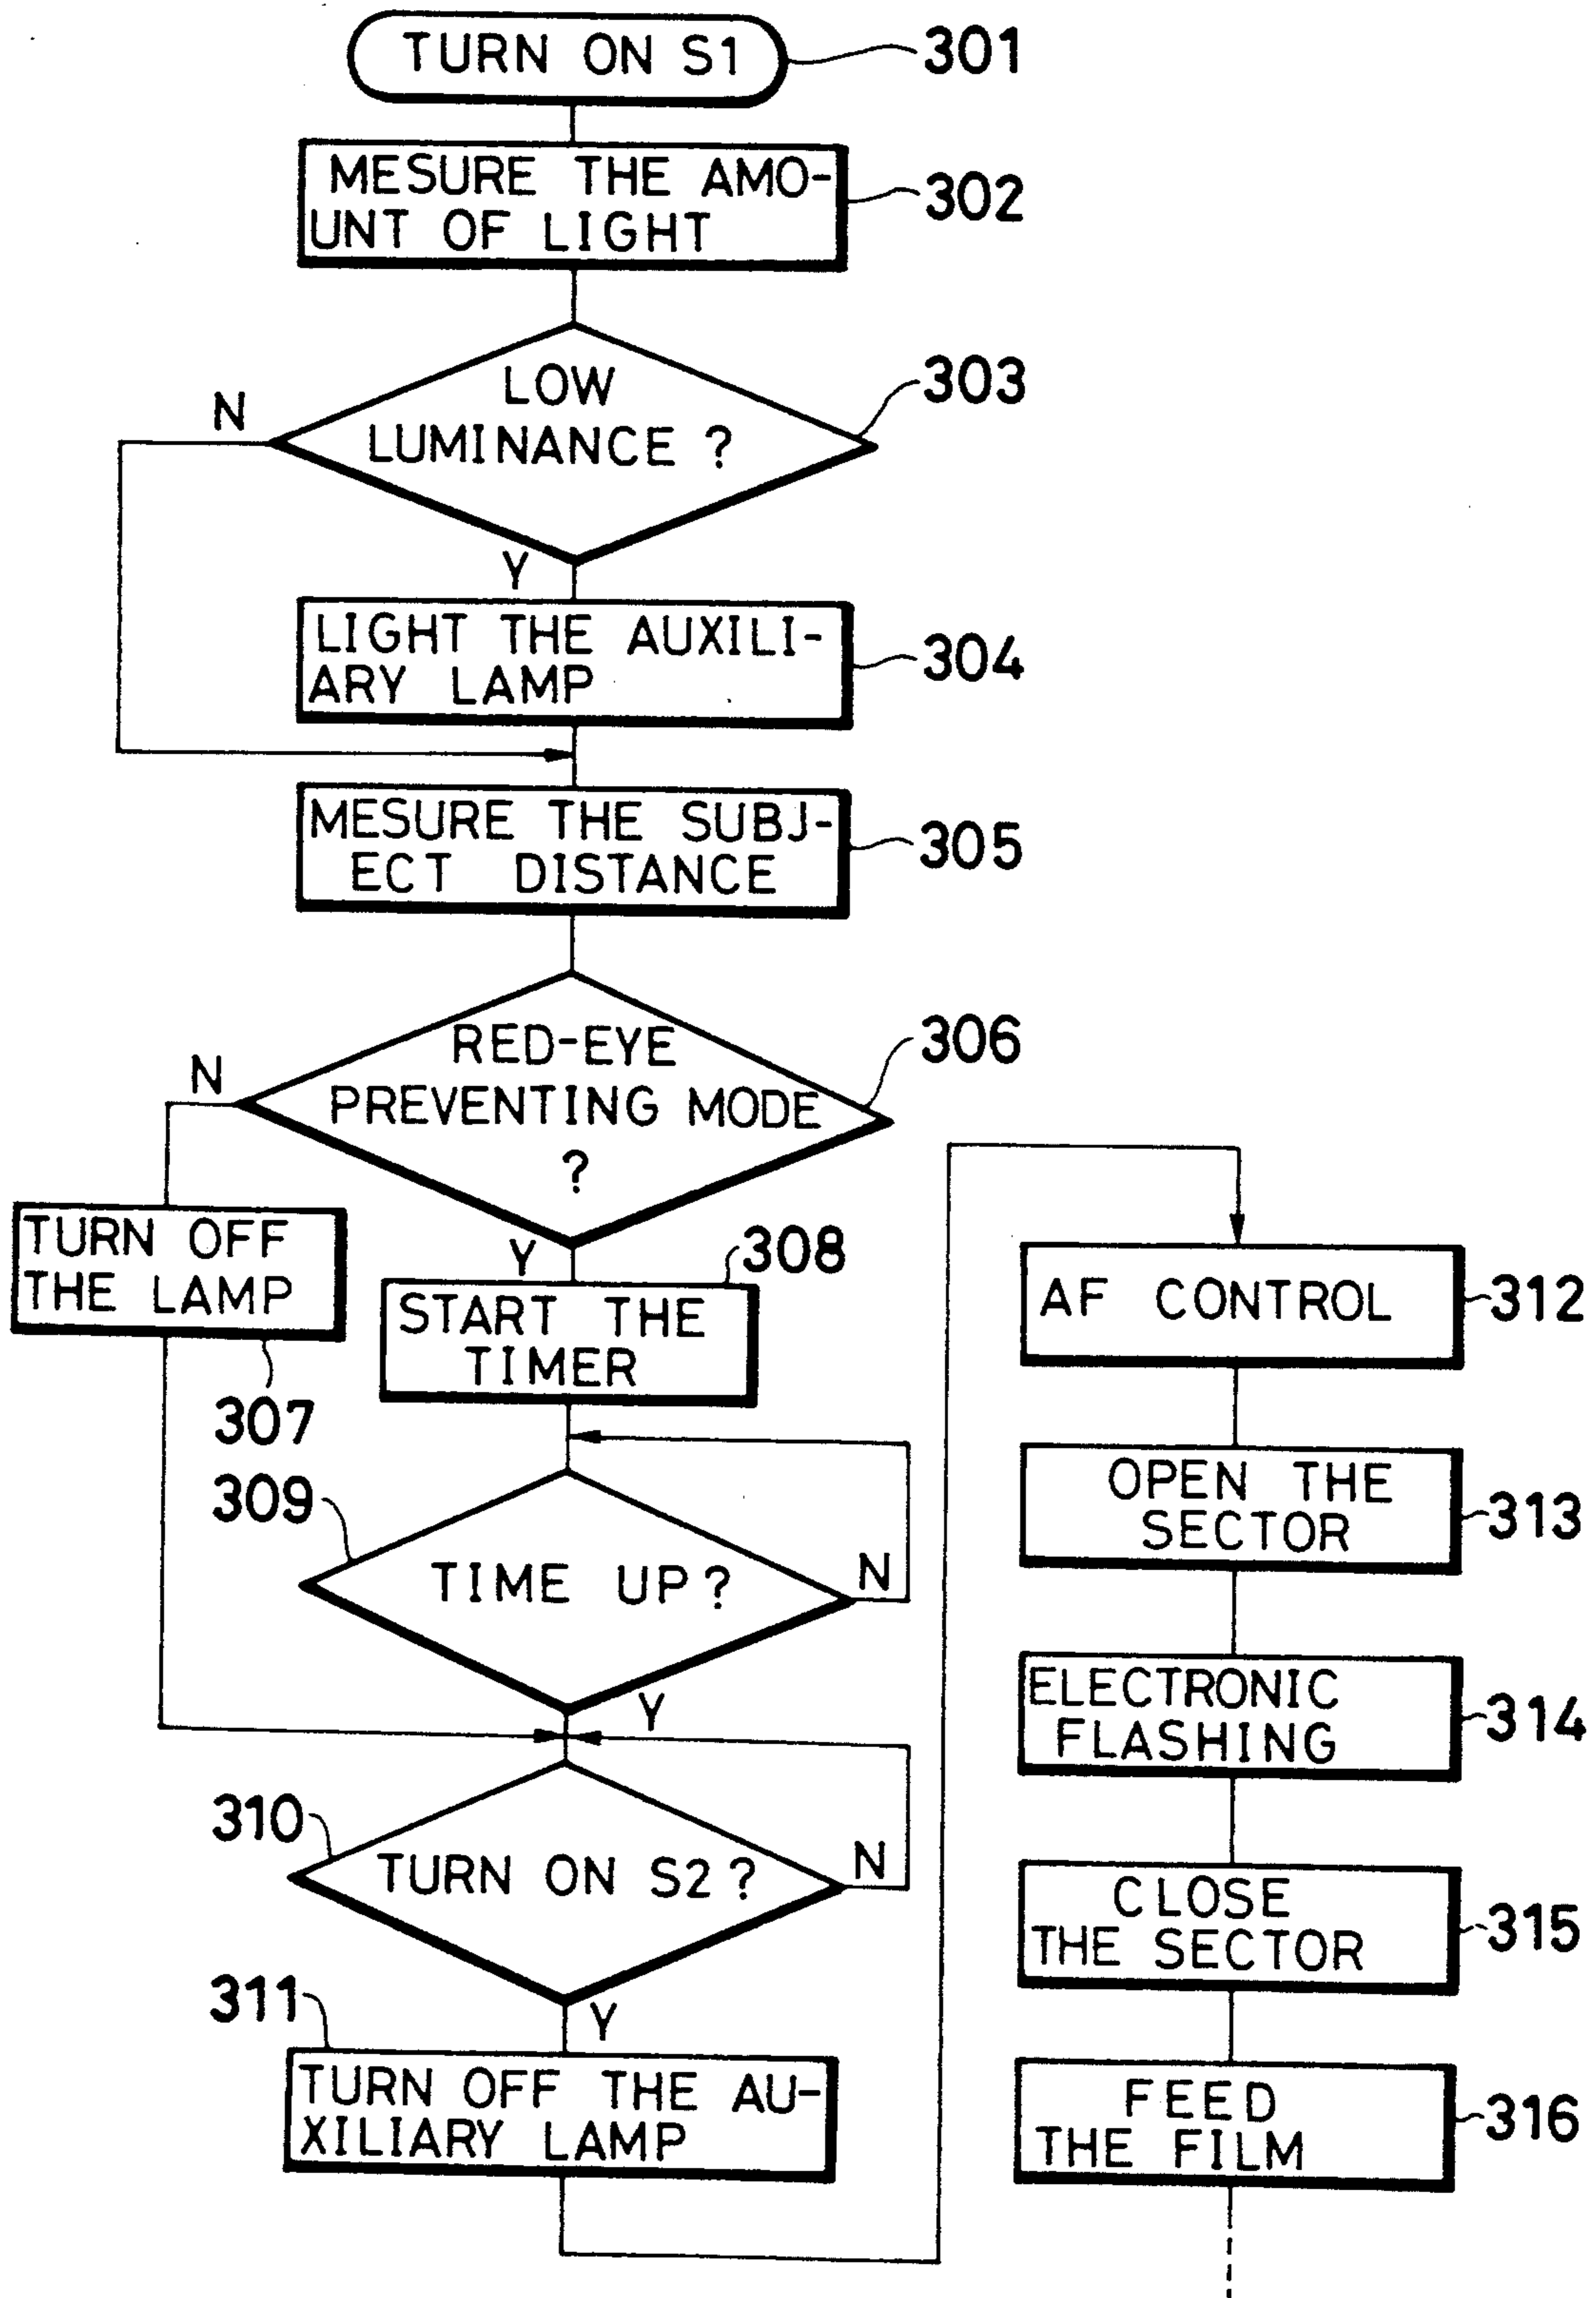 TURN ON S1
301
MESURE THE AMO-
UNT OF LIGHT
302
LOW
LUMINANCE ?
303
N
Y
LIGHT THE AUXILI-
ARY LAMP
304
MESURE THE SUBJ-
ECT DISTANCE
305
RED-EYE
PREVENTING MODE
?
306
N
Y
TURN OFF
THE LAMP
307
308
START THE
TIMER
309
TIME UP?
N
Y
310
TURN ON S2?
N
Y
311
TURN OFF THE AU-
XILIARY LAMP
AF CONTROL
312
OPEN THE
SECTOR
313
ELECTRONIC
FLASHING
314
CLOSE
THE SECTOR
315
FEED
THE FILM
316